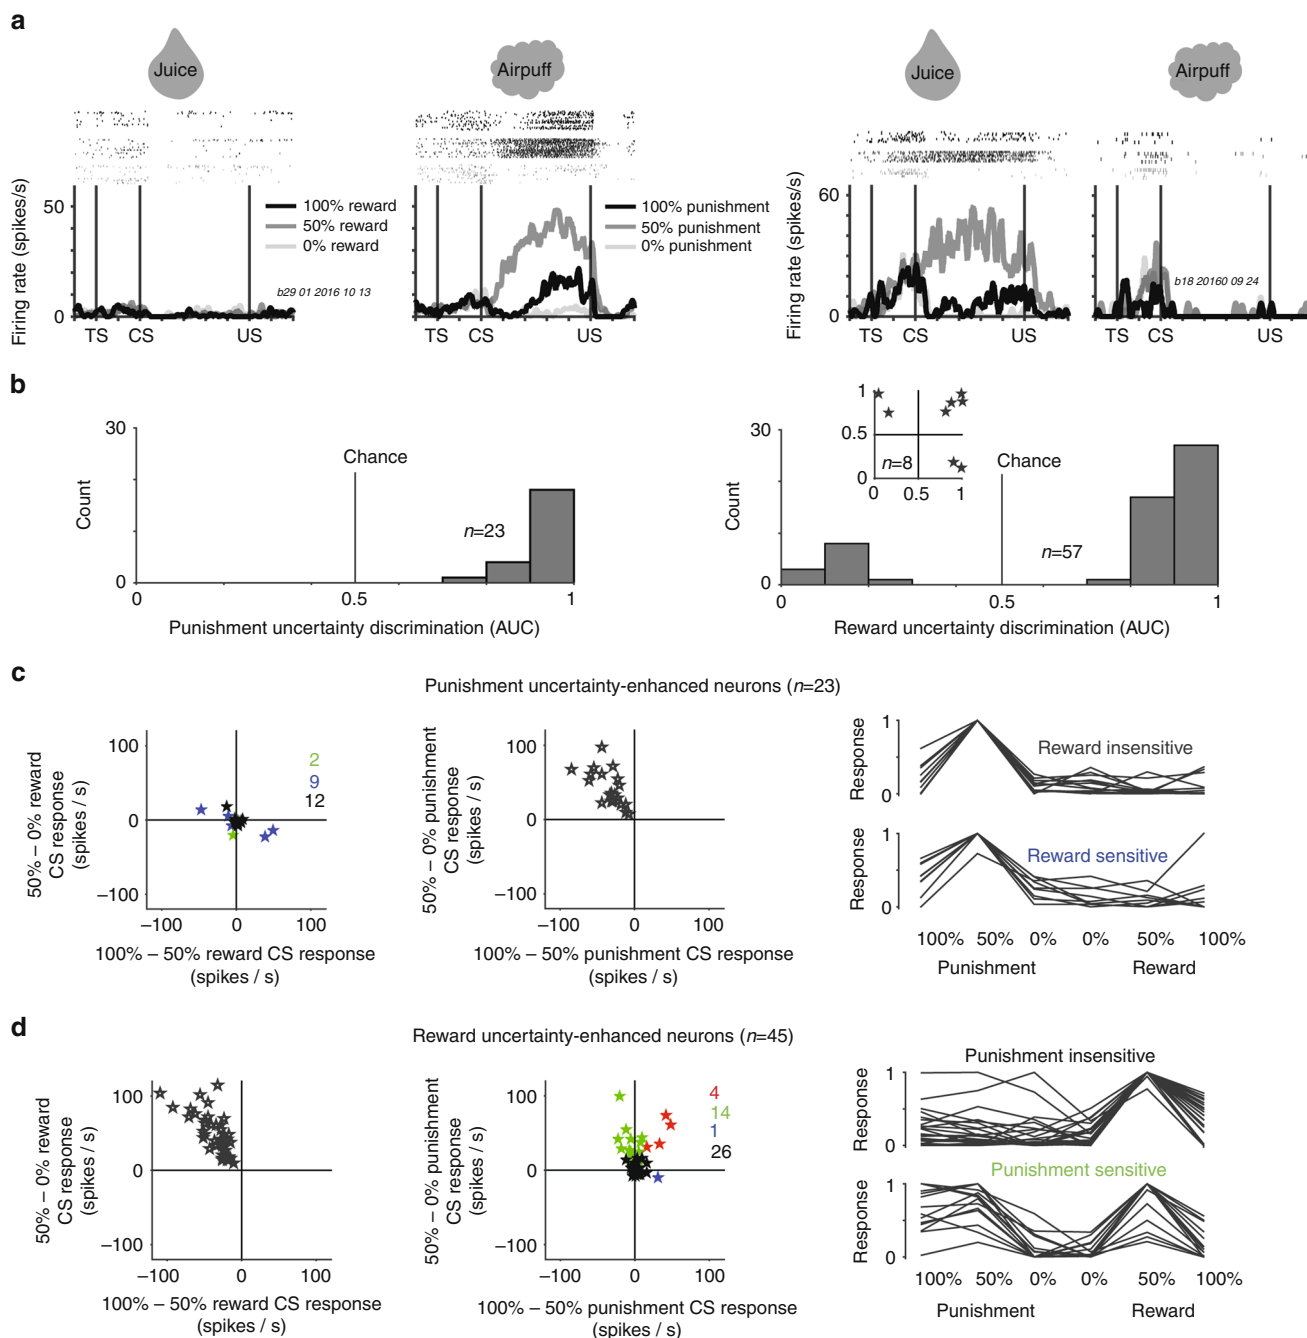 a
Juice
Airpuff
Juice
Airpuff
Firing rate (spikes/s)
50
0
TS CS US
100% reward
50% reward
0% reward
b29 01 2016 10 13
TS CS US
100% punishment
50% punishment
0% punishment
Firing rate (spikes/s)
60
0
TS CS US
b18 20160 09 24
TS CS US
b
Count
30
0
Chance
n=23
0 0.5 1
Punishment uncertainty discrimination (AUC)
Count
30
0
1
0.5
0
n=8
0 0.5 1
Chance
n=57
0 0.5 1
Reward uncertainty discrimination (AUC)
c
Punishment uncertainty-enhanced neurons (n=23)
50% – 0% reward
CS response
(spikes / s)
100
0
–100
2
9
12
–100 0 100
100% – 50% reward CS response
(spikes / s)
50% – 0% punishment
CS response
(spikes / s)
100
0
–100
–100 0 100
100% – 50% punishment CS response
(spikes / s)
Response
1
0
Reward insensitive
Response
1
0
Reward sensitive
100% 50% 0% 0% 50% 100%
Punishment Reward
d
Reward uncertainty-enhanced neurons (n=45)
50% – 0% reward
CS response
(spikes / s)
100
0
–100
–100 0 100
100% – 50% reward CS response
(spikes / s)
50% – 0% punishment
CS response
(spikes / s)
100
0
–100
4
14
1
26
–100 0 100
100% – 50% punishment CS response
(spikes / s)
Punishment insensitive
Response
1
0
Punishment sensitive
Response
1
0
100% 50% 0% 0% 50% 100%
Punishment Reward